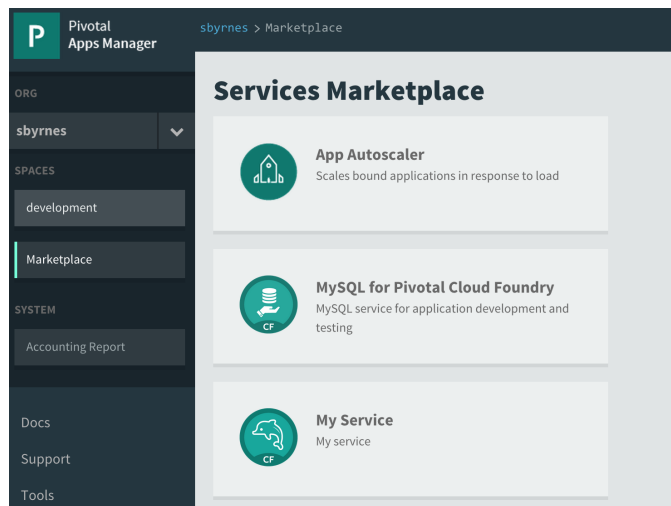 P
Pivotal
Apps Manager
sbyrnes > Marketplace
ORG
sbyrnes
SPACES
development
Marketplace
SYSTEM
Accounting Report
Docs
Support
Tools
Services Marketplace
App Autoscaler
Scales bound applications in response to load
MySQL for Pivotal Cloud Foundry
MySQL service for application development and
testing
CF
My Service
My service
CF